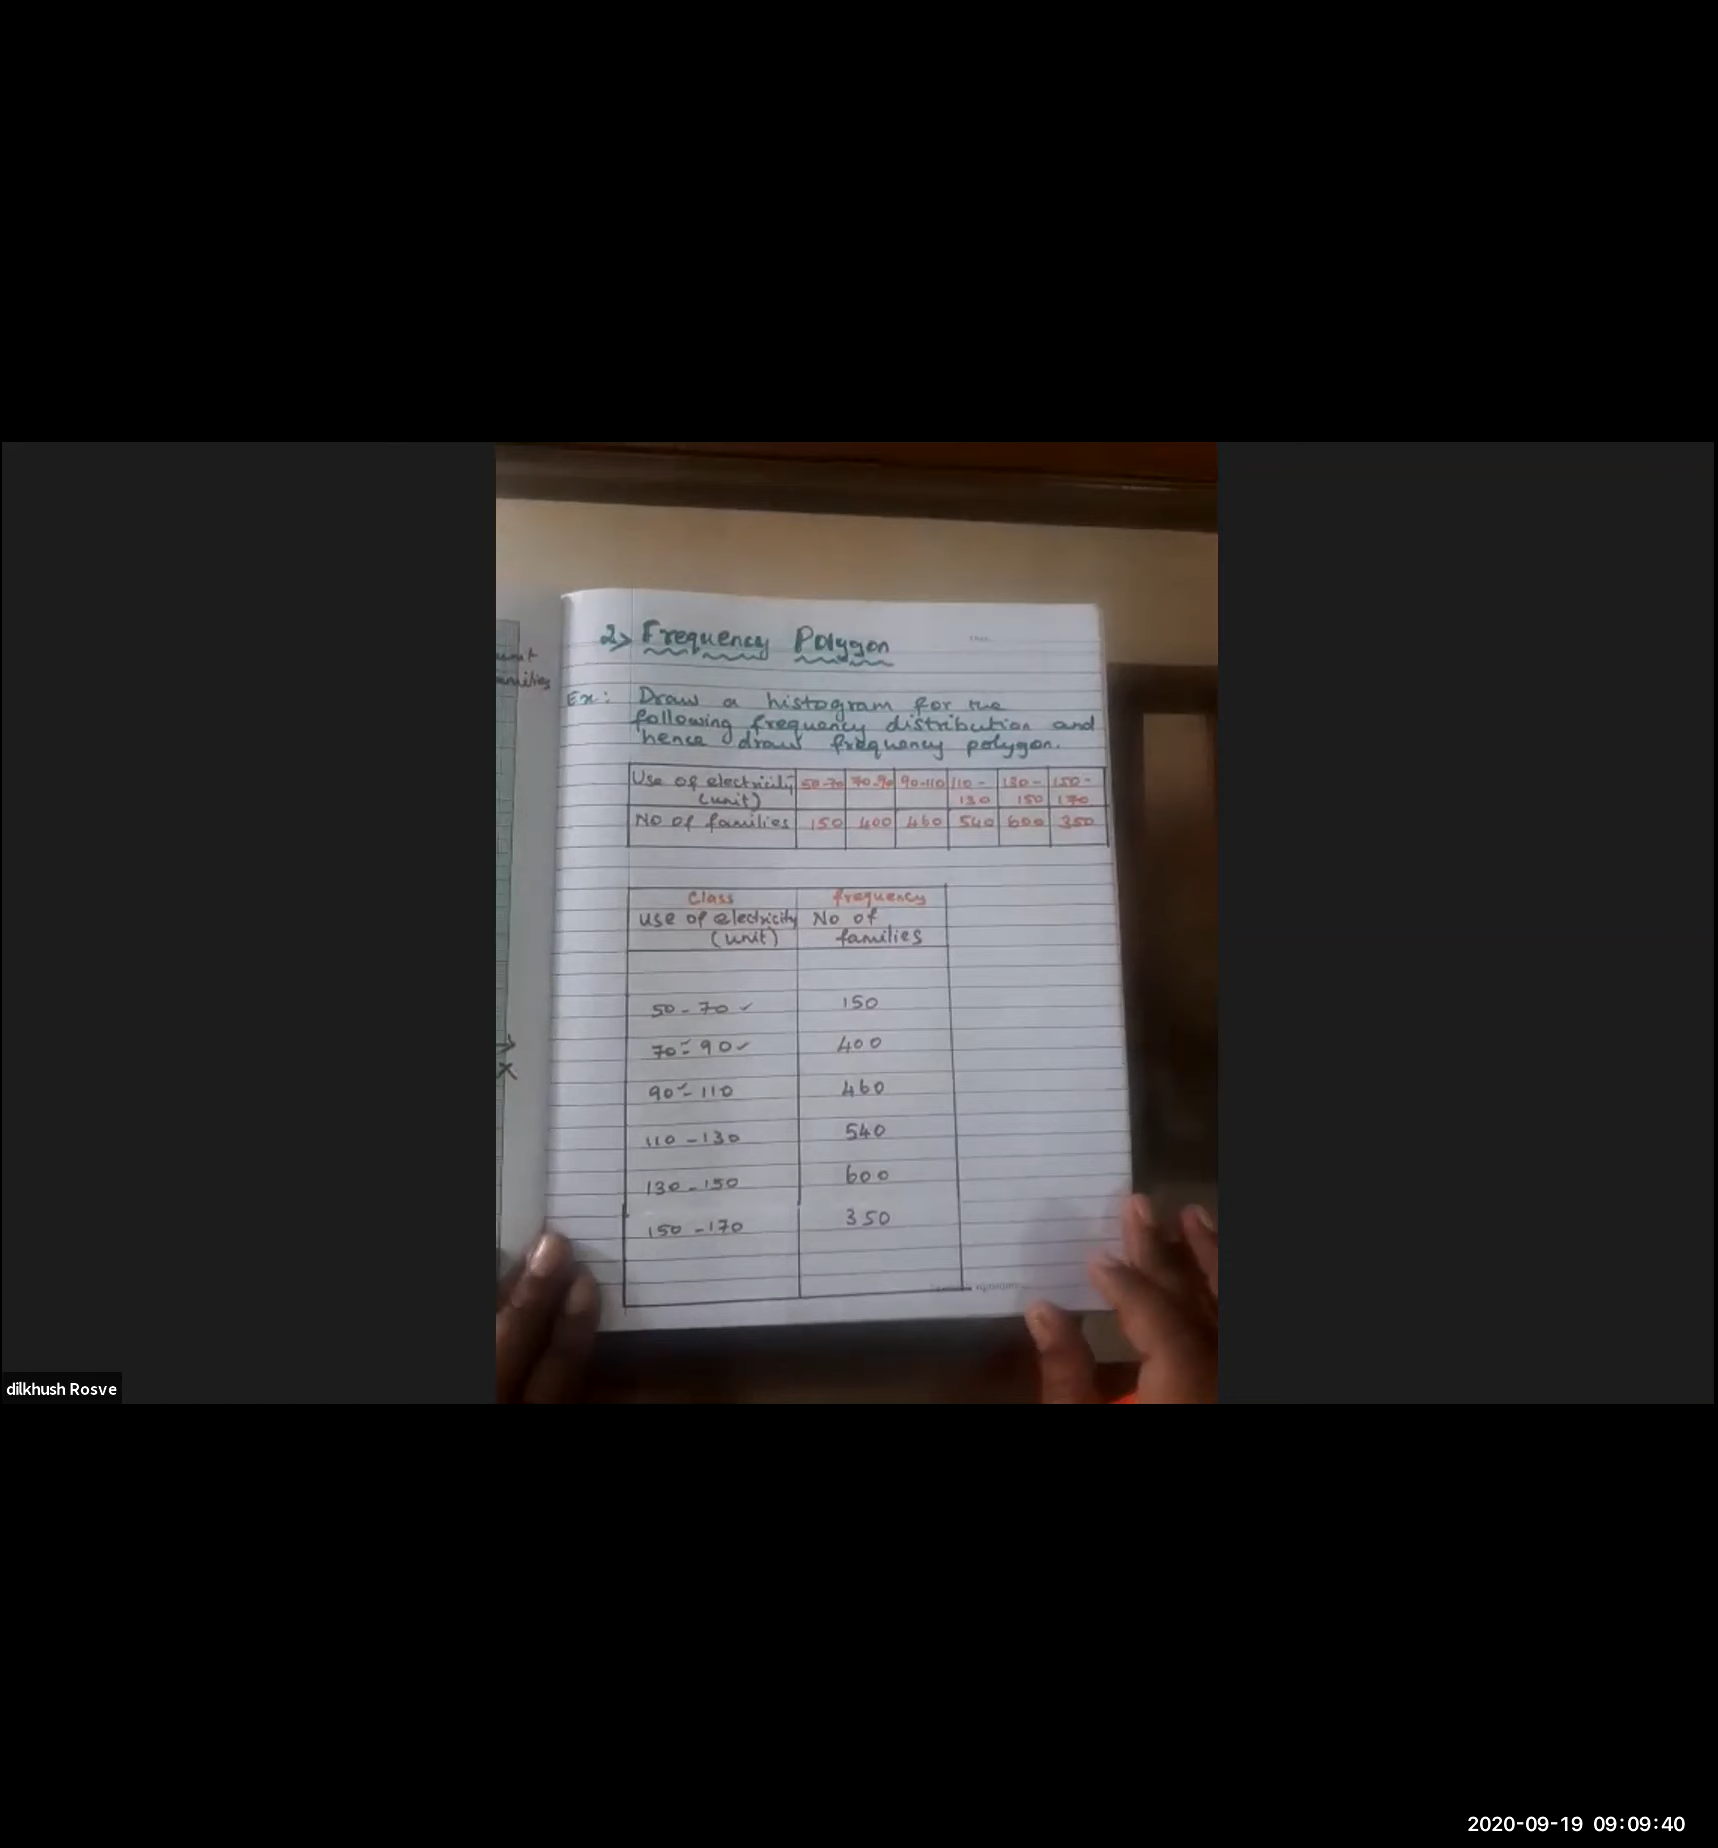 2> Frequency Polygon
Ex: Draw a histogram for the
following frequency distribution and
hence draw frequency polygon.
Use of electricity (unit) 50-70 70-90 90-110 110-130 130-150 150-170
No of families 150 400 460 540 600 350
Class frequency
use of electricity No of
(unit) families
50-70 ✓ 150
70-90 ✓ 400
90-110 460
110-130 540
130-150 600
150-170 350
X
dilkhush Rosve
2020-09-19 09:09:40